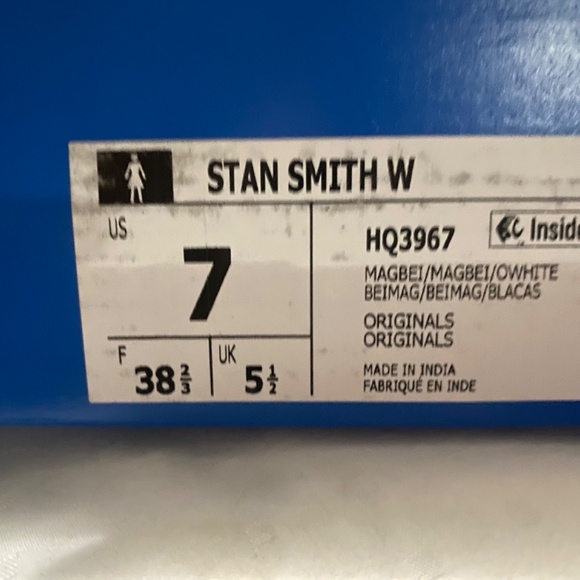 STAN SMITH W
US
7
F
38 2/3
UK
5 1/2
HQ3967
Inside
MAGBEI/MAGBEI/OWHITE
BEIMAG/BEIMAG/BLACAS
ORIGINALS
ORIGINALS
MADE IN INDIA
FABRIQUÉ EN INDE